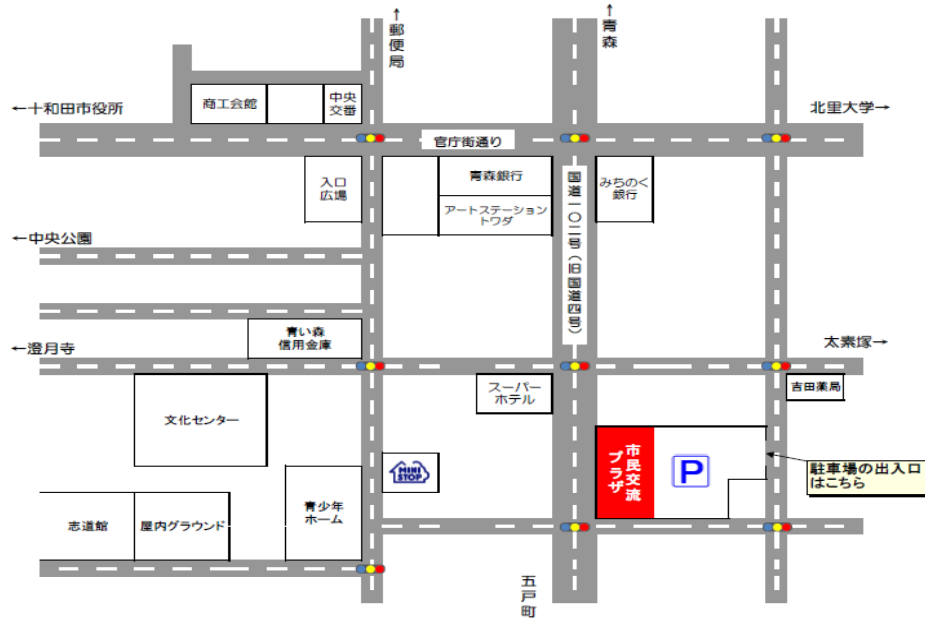 ↑郵便局
↑青森
←十和田市役所
商工会館
中央
交番
北里大学→
官庁街通り
入口
広場
青森銀行
アートステーション
トワダ
国道一〇二号(旧国道四号)
みちのく
銀行
←中央公園
青い森
信用金庫
←澄月寺
太素塚→
スーパー
ホテル
吉田薬局
文化センター
MINI
STOP
市民交流
プラザ
P
駐車場の出入口
はこちら
志道館
屋内グラウンド
青少年
ホーム
五戸町